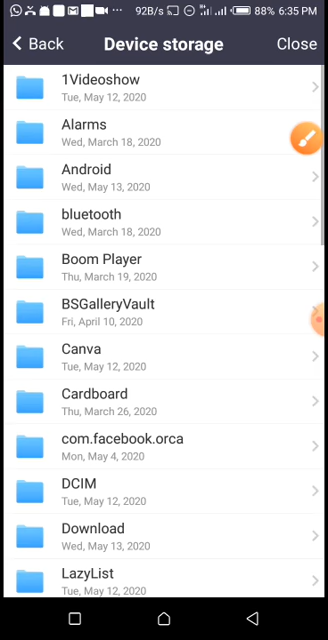 92B/s 88% 6:35 PM
Back Device storage Close
1Videoshow
Tue, May 12, 2020
Alarms
Wed, March 18, 2020
Android
Wed, May 13, 2020
bluetooth
Wed, March 18, 2020
Boom Player
Thu, March 19, 2020
BSGalleryVault
Fri, April 10, 2020
Canva
Tue, May 12, 2020
Cardboard
Thu, March 26, 2020
com.facebook.orca
Mon, May 4, 2020
DCIM
Tue, May 12, 2020
Download
Wed, May 13, 2020
LazyList
Tue, May 12, 2020